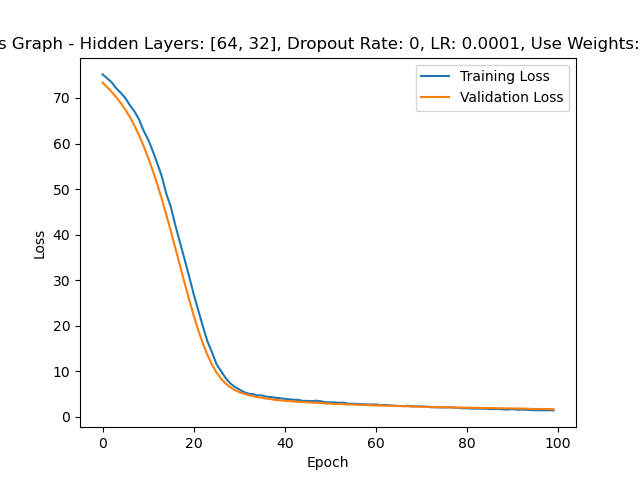 s Graph - Hidden Layers: [64, 32], Dropout Rate: 0, LR: 0.0001, Use Weights:
Training Loss
Validation Loss
70
60
50
40
30
20
10
0
Loss
0 20 40 60 80 100
Epoch